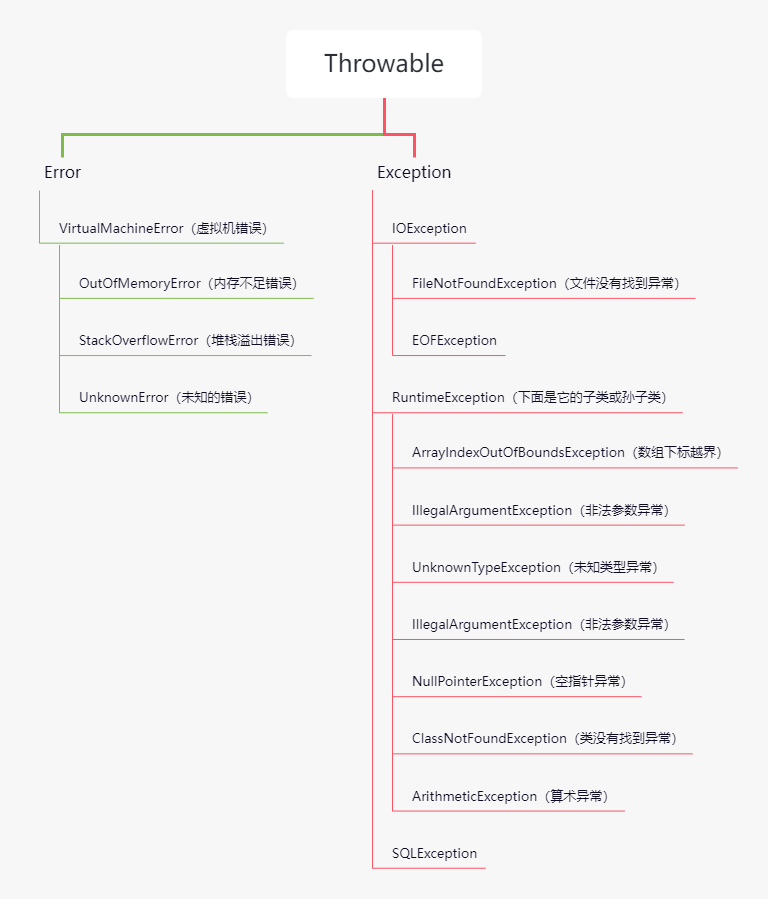 Throwable
Error
VirtualMachineError（虚拟机错误）
OutOfMemoryError（内存不足错误）
StackOverflowError（堆栈溢出错误）
UnknownError（未知的错误）
Exception
IOException
FileNotFoundException（文件没有找到异常）
EOFException
RuntimeException（下面是它的子类或孙子类）
ArrayIndexOutOfBoundsException（数组下标越界）
IllegalArgumentException（非法参数异常）
UnknownTypeException（未知类型异常）
IllegalArgumentException（非法参数异常）
NullPointerException（空指针异常）
ClassNotFoundException（类没有找到异常）
ArithmeticException（算术异常）
SQLException